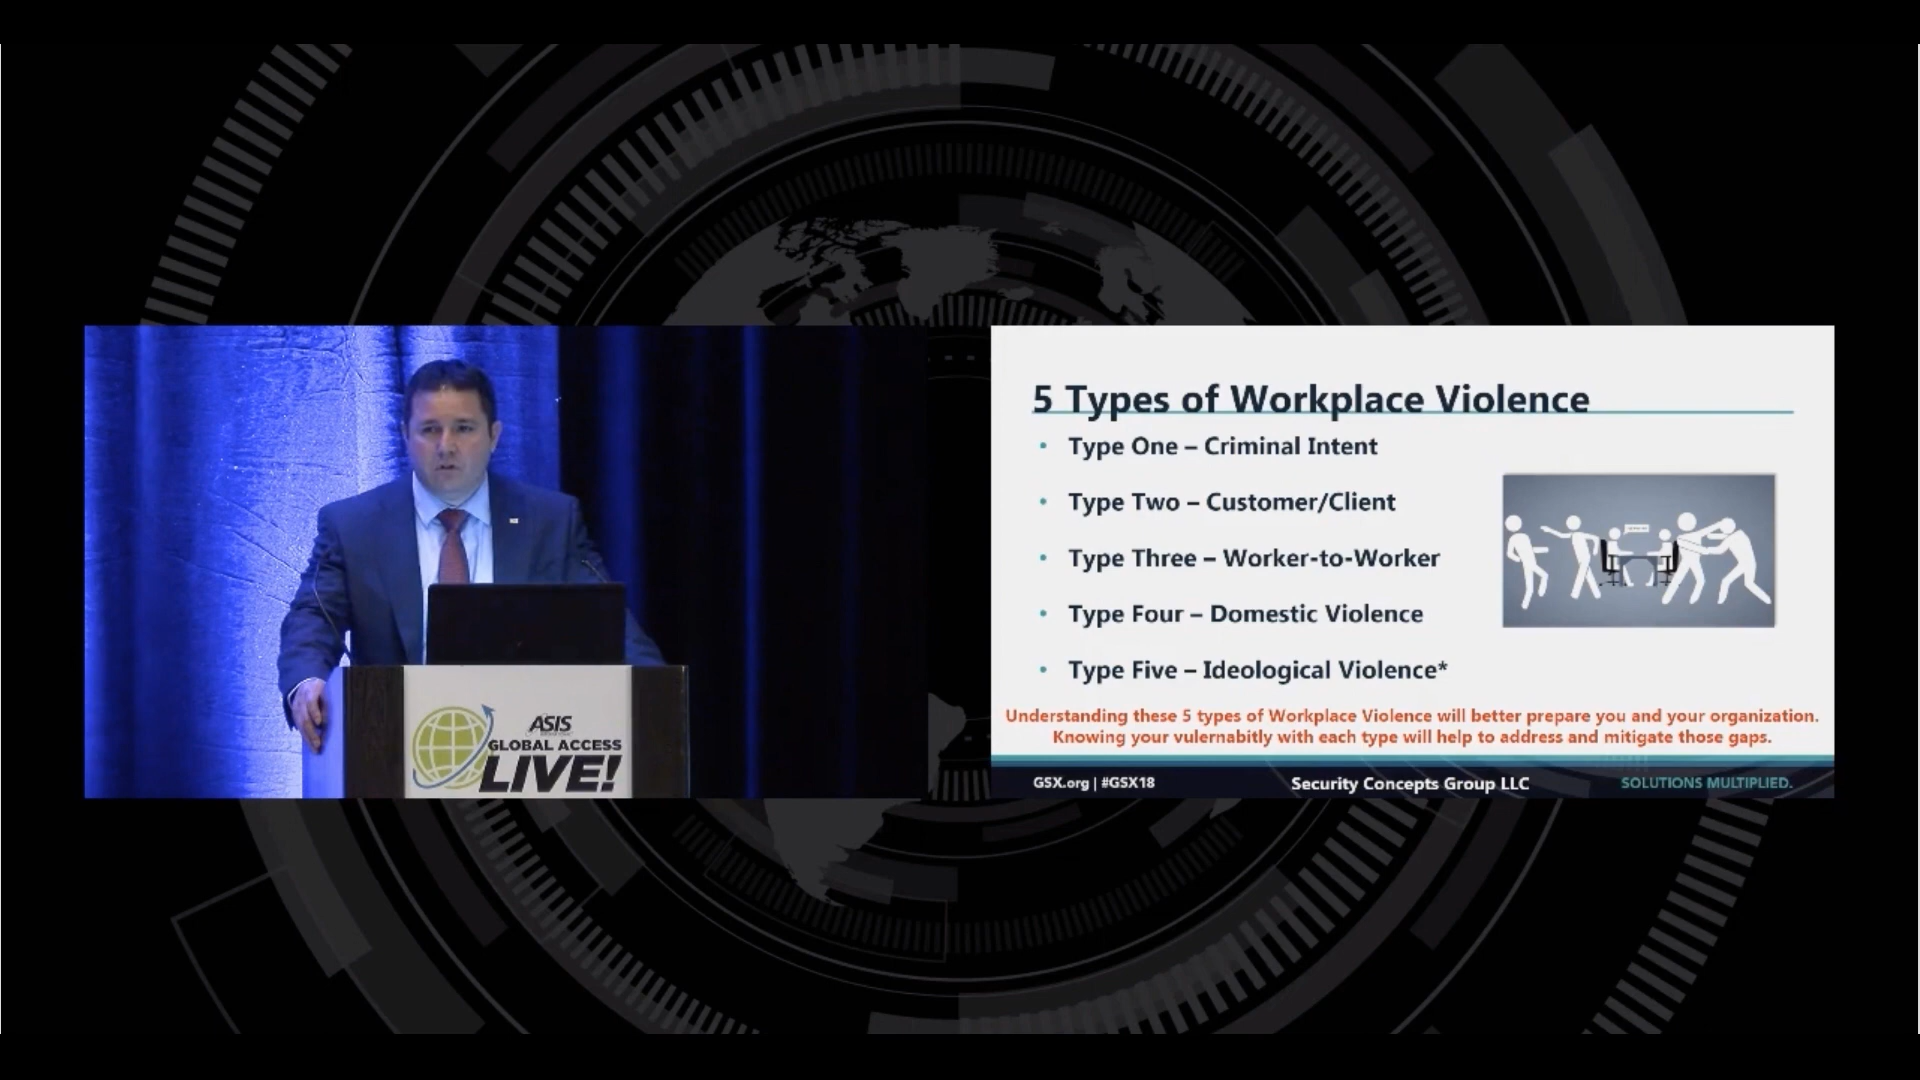 ASIS
GLOBAL ACCESS
LIVE!
5 Types of Workplace Violence
• Type One – Criminal Intent
• Type Two – Customer/Client
• Type Three – Worker-to-Worker
• Type Four – Domestic Violence
• Type Five – Ideological Violence*
Understanding these 5 types of Workplace Violence will better prepare you and your organization.
Knowing your vulernabitly with each type will help to address and mitigate those gaps.
GSX.org | #GSX18
Security Concepts Group LLC
SOLUTIONS MULTIPLIED.